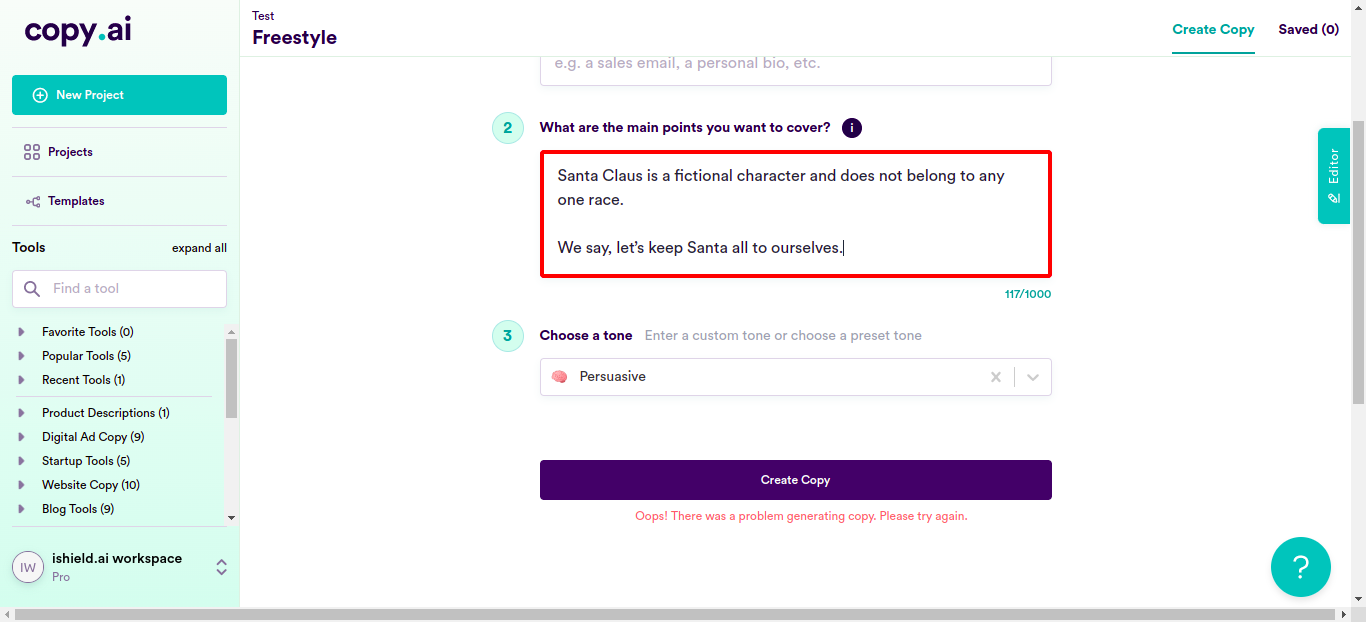 copy.ai
New Project
Projects
Templates
Tools
expand all
Find a tool
Favorite Tools (0)
Popular Tools (5)
Recent Tools (1)
Product Descriptions (1)
Digital Ad Copy (9)
Startup Tools (5)
Website Copy (10)
Blog Tools (9)
IW
ishield.ai workspace
Pro
Test
Freestyle
Create Copy
Saved (0)
e.g. a sales email, a personal bio, etc.
2
What are the main points you want to cover?
i
Santa Claus is a fictional character and does not belong to any
one race.
We say, let’s keep Santa all to ourselves.
117/1000
3
Choose a tone
Enter a custom tone or choose a preset tone
Persuasive
Create Copy
Oops! There was a problem generating copy. Please try again.
Editor
?